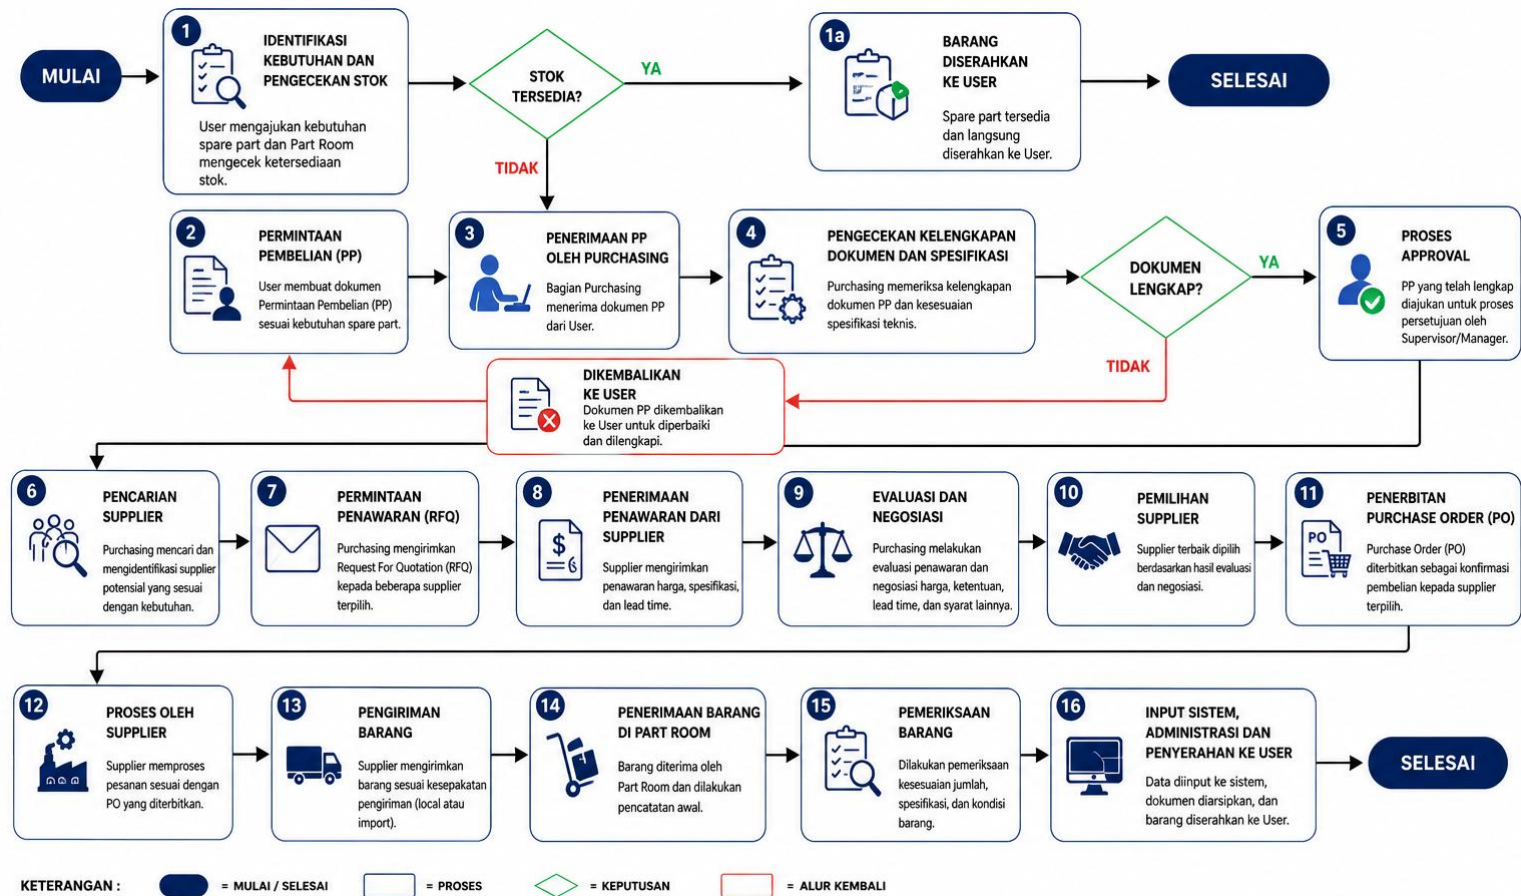 MULAI
1
IDENTIFIKASI
KEBUTUHAN DAN
PENGECEKAN STOK
User mengajukan kebutuhan
spare part dan Part Room
mengecek ketersediaan
stok.
STOK
TERSEDIA?
YA
TIDAK
1a
BARANG
DISERAHKAN
KE USER
Spare part tersedia
dan langsung
diserahkan ke User.
SELESAI
2
PERMINTAAN
PEMBELIAN (PP)
User membuat dokumen
Permintaan Pembelian (PP)
sesuai kebutuhan spare part.
3
PENERIMAAN PP
OLEH PURCHASING
Bagian Purchasing
menerima dokumen PP
dari User.
4
PENGECEKAN KELENGKAPAN
DOKUMEN DAN SPESIFIKASI
Purchasing memeriksa kelengkapan
dokumen PP dan kesesuaian
spesifikasi teknis.
DOKUMEN
LENGKAP?
YA
TIDAK
5
PROSES
APPROVAL
PP yang telah lengkap
diajukan untuk proses
persetujuan oleh
Supervisor/Manager.
DIKEMBALIKAN
KE USER
Dokumen PP dikembalikan
ke User untuk diperbaiki
dan dilengkapi.
6
PENCARIAN
SUPPLIER
Purchasing mencari dan
mengidentifikasi supplier
potensial yang sesuai
dengan kebutuhan.
7
PERMINTAAN
PENAWARAN (RFQ)
Purchasing mengirimkan
Request For Quotation (RFQ)
kepada beberapa supplier
terpilih.
8
PENERIMAAN
PENAWARAN DARI
SUPPLIER
$
Supplier mengirimkan
penawaran harga, spesifikasi,
dan lead time.
9
EVALUASI DAN
NEGOSIASI
Purchasing melakukan
evaluasi penawaran dan
negosiasi harga, ketentuan,
lead time, dan syarat lainnya.
10
PEMILIHAN
SUPPLIER
Supplier terbaik dipilih
berdasarkan hasil evaluasi
dan negosiasi.
11
PENERBITAN
PURCHASE ORDER (PO)
PO
Purchase Order (PO)
diterbitkan sebagai konfirmasi
pembelian kepada supplier
terpilih.
12
PROSES OLEH
SUPPLIER
Supplier memproses
pesanan sesuai dengan
PO yang diterbitkan.
13
PENGIRIMAN
BARANG
Supplier mengirimkan
barang sesuai kesepakatan
pengiriman (local atau
import).
14
PENERIMAAN BARANG
DI PART ROOM
Barang diterima oleh
Part Room dan dilakukan
pencatatan awal.
15
PEMERIKSAAN
BARANG
Dilakukan pemeriksaan
kesesuaian jumlah,
spesifikasi, dan kondisi
barang.
16
INPUT SISTEM,
ADMINISTRASI DAN
PENYERAHAN KE USER
Data diinput ke sistem,
dokumen diarsipkan, dan
barang diserahkan ke User.
SELESAI
KETERANGAN :
= MULAI / SELESAI
= PROSES
= KEPUTUSAN
= ALUR KEMBALI